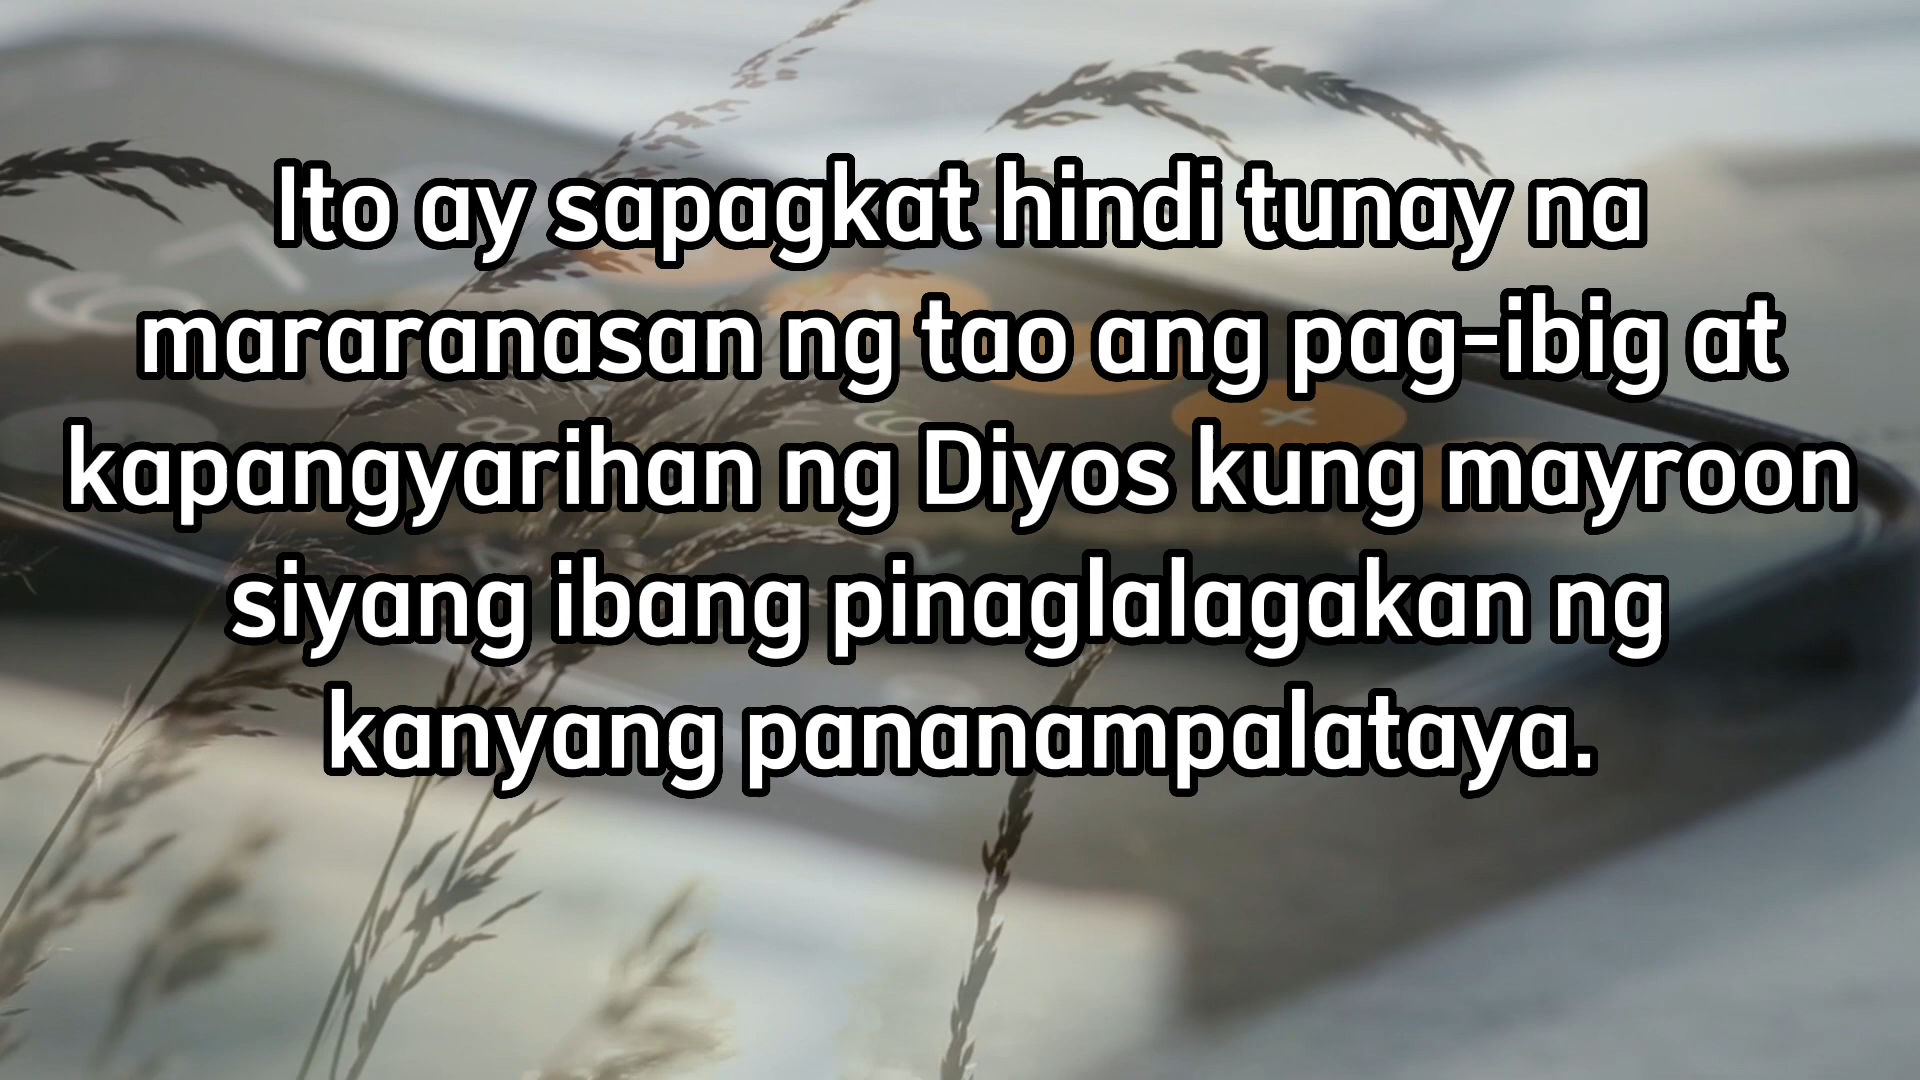 Ito ay sapagkat hindi tunay na
mararanasan ng tao ang pag-ibig at
kapangyarihan ng Diyos kung mayroon
siyang ibang pinaglalagakan ng
kanyang pananampalataya.